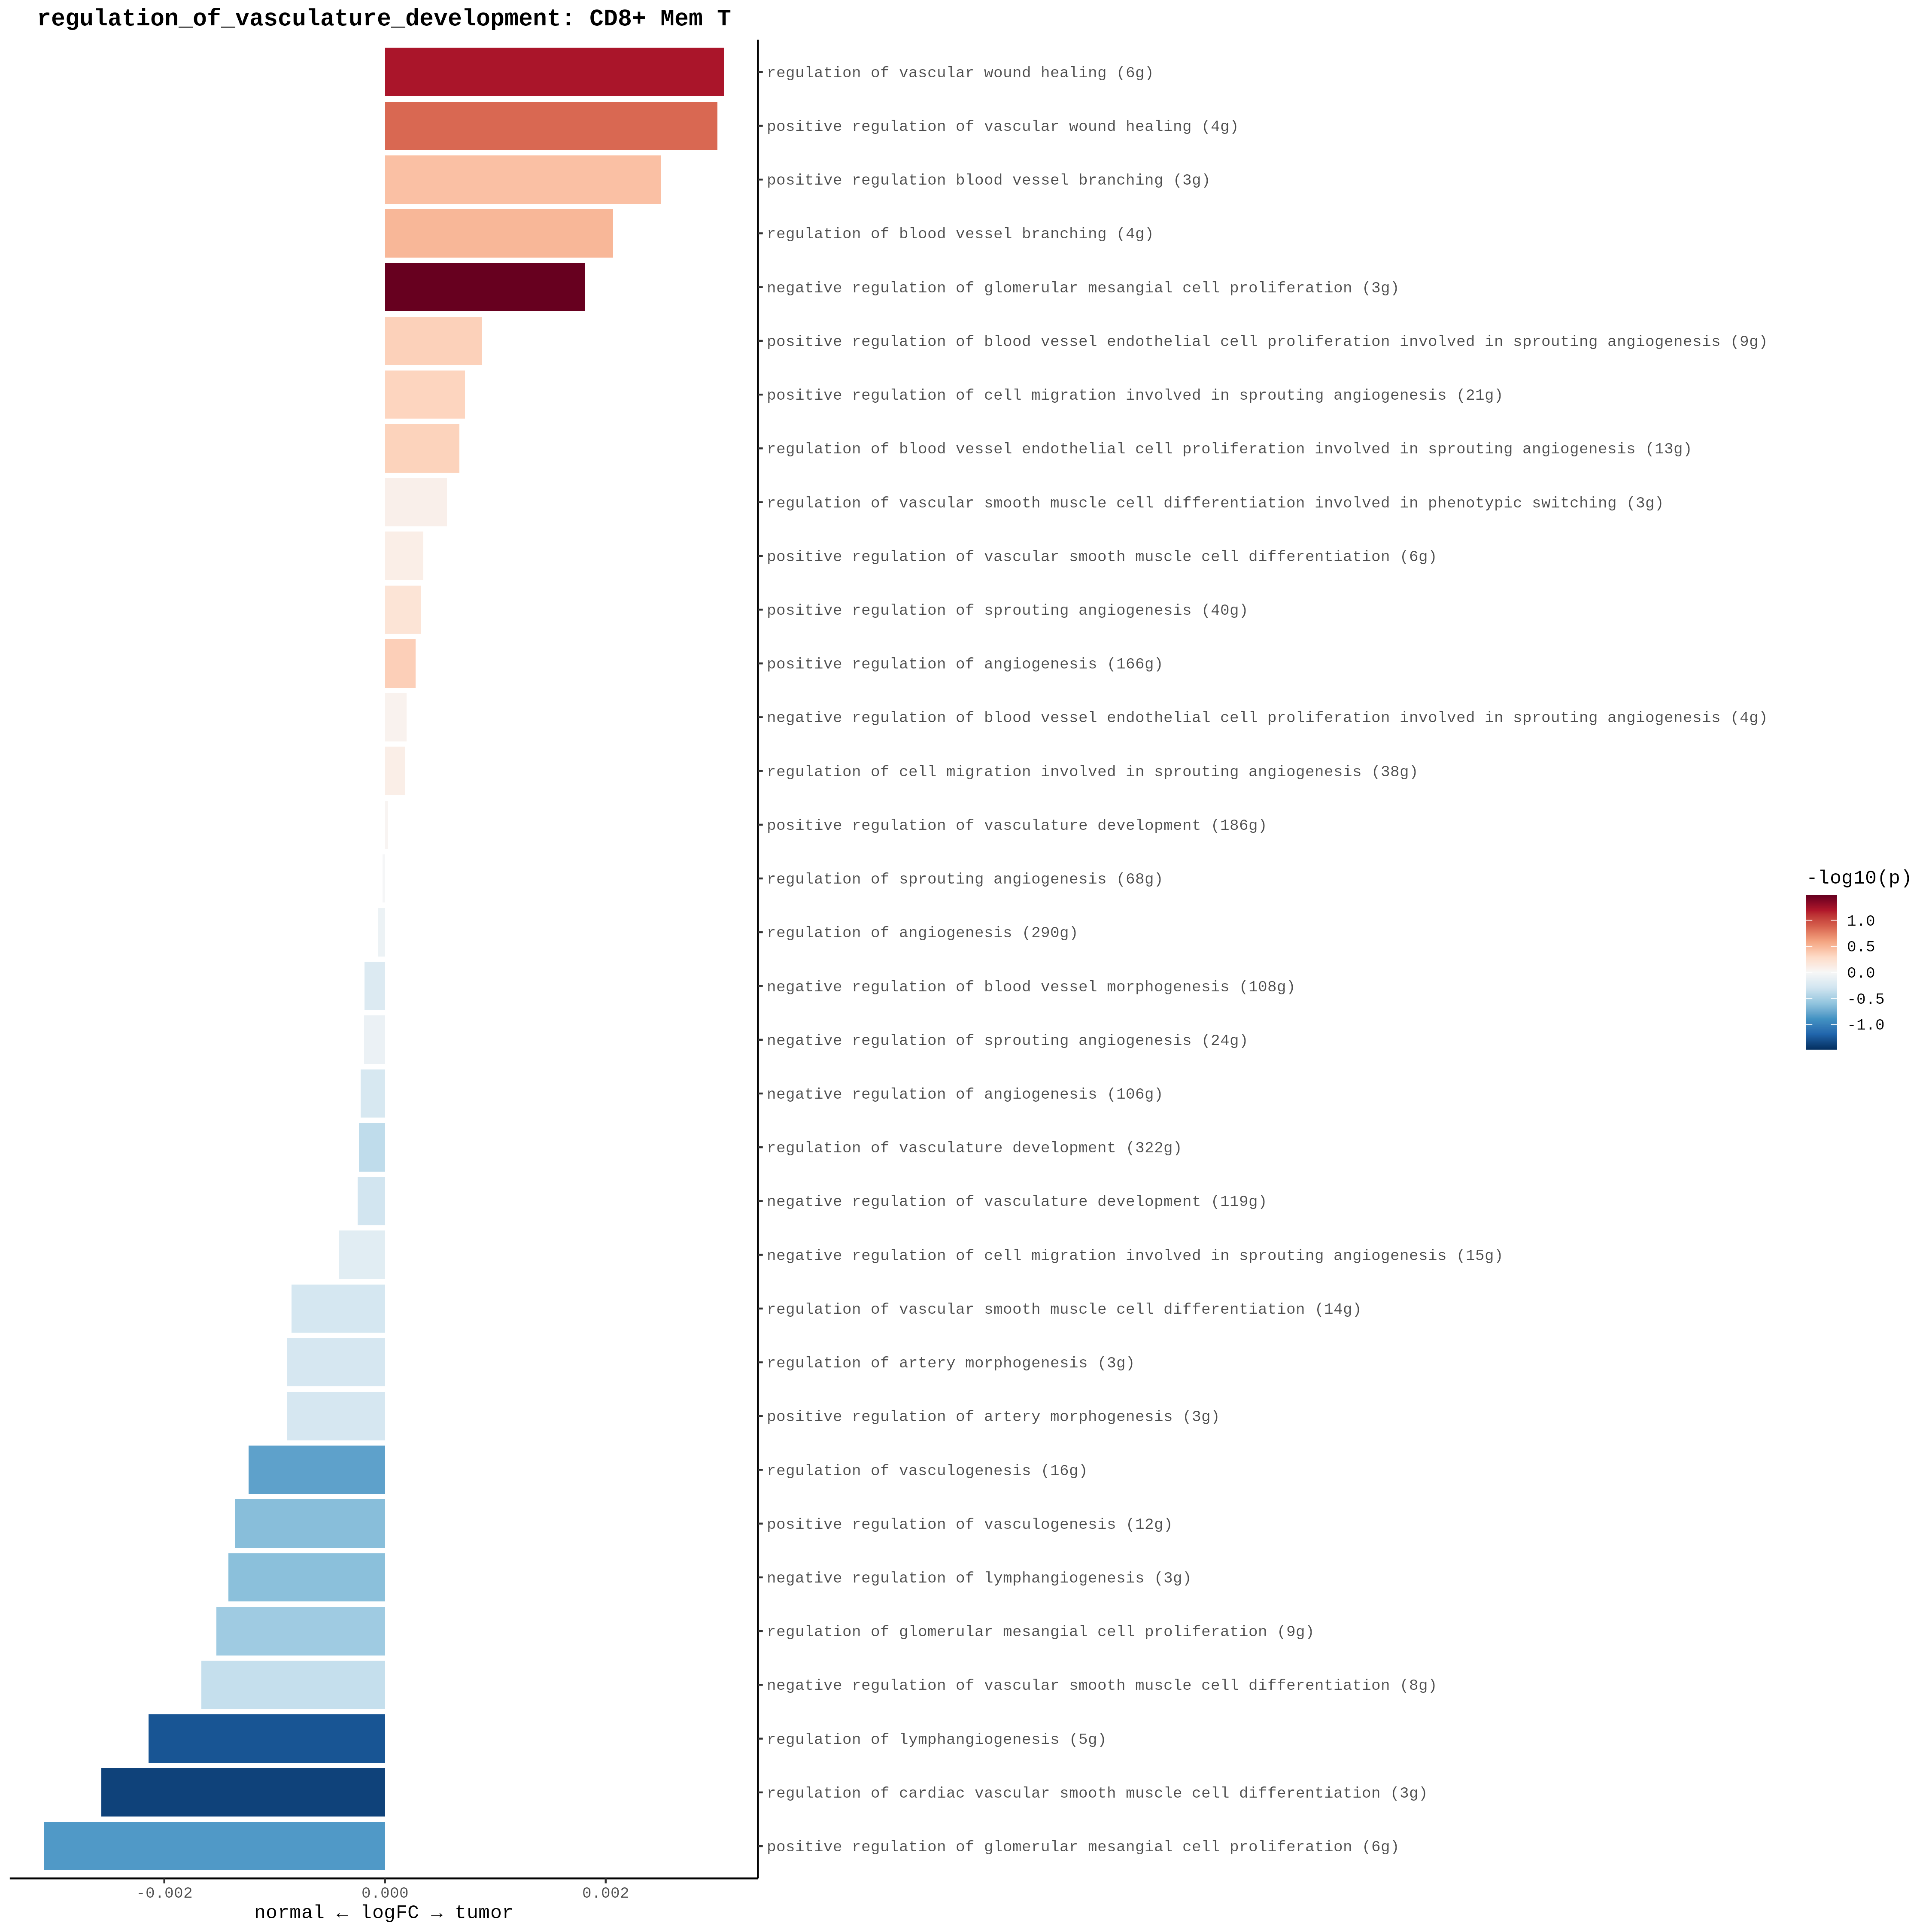 regulation_of_vasculature_development: CD8+ Mem T
regulation of vascular wound healing (6g)
positive regulation of vascular wound healing (4g)
positive regulation blood vessel branching (3g)
regulation of blood vessel branching (4g)
negative regulation of glomerular mesangial cell proliferation (3g)
positive regulation of blood vessel endothelial cell proliferation involved in sprouting angiogenesis (9g)
positive regulation of cell migration involved in sprouting angiogenesis (21g)
regulation of blood vessel endothelial cell proliferation involved in sprouting angiogenesis (13g)
regulation of vascular smooth muscle cell differentiation involved in phenotypic switching (3g)
positive regulation of vascular smooth muscle cell differentiation (6g)
positive regulation of sprouting angiogenesis (40g)
positive regulation of angiogenesis (166g)
negative regulation of blood vessel endothelial cell proliferation involved in sprouting angiogenesis (4g)
regulation of cell migration involved in sprouting angiogenesis (38g)
positive regulation of vasculature development (186g)
regulation of sprouting angiogenesis (68g)
regulation of angiogenesis (290g)
negative regulation of blood vessel morphogenesis (108g)
negative regulation of sprouting angiogenesis (24g)
negative regulation of angiogenesis (106g)
regulation of vasculature development (322g)
negative regulation of vasculature development (119g)
negative regulation of cell migration involved in sprouting angiogenesis (15g)
regulation of vascular smooth muscle cell differentiation (14g)
regulation of artery morphogenesis (3g)
positive regulation of artery morphogenesis (3g)
regulation of vasculogenesis (16g)
positive regulation of vasculogenesis (12g)
negative regulation of lymphangiogenesis (3g)
regulation of glomerular mesangial cell proliferation (9g)
negative regulation of vascular smooth muscle cell differentiation (8g)
regulation of lymphangiogenesis (5g)
regulation of cardiac vascular smooth muscle cell differentiation (3g)
positive regulation of glomerular mesangial cell proliferation (6g)
-0.002 0.000 0.002
normal ← logFC → tumor
-log10(p)
1.0
0.5
0.0
-0.5
-1.0